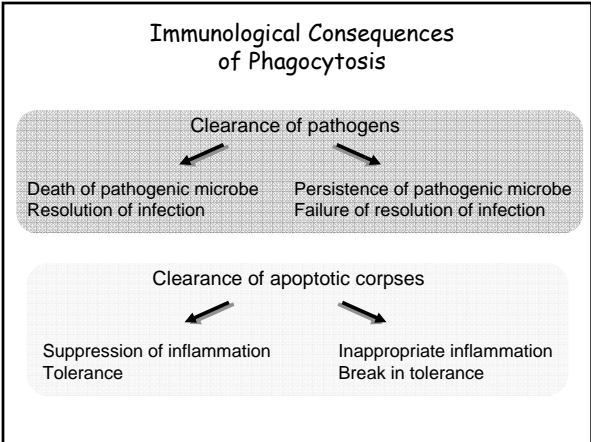 Immunological Consequences
of Phagocytosis
Clearance of pathogens
Death of pathogenic microbe
Resolution of infection
Persistence of pathogenic microbe
Failure of resolution of infection
Clearance of apoptotic corpses
Suppression of inflammation
Tolerance
Inappropriate inflammation
Break in tolerance